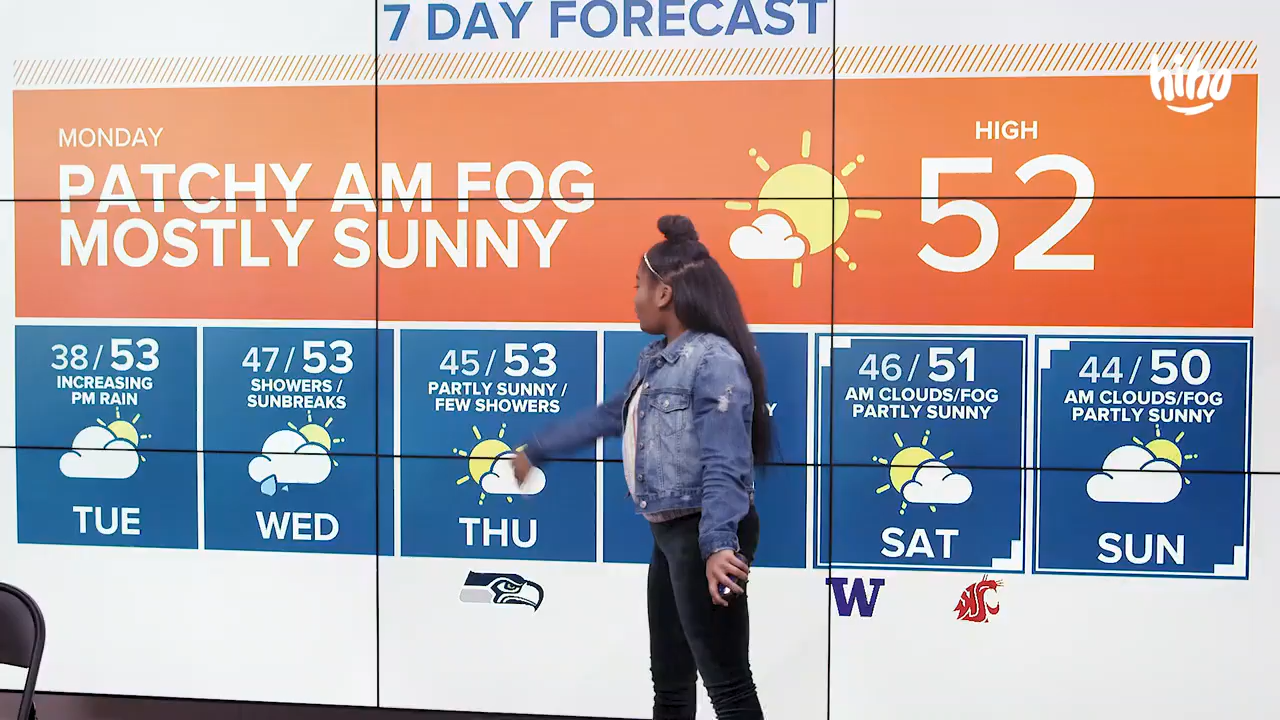 7 DAY FORECAST
hiho
MONDAY
PATCHY AM FOG
MOSTLY SUNNY
HIGH
52
38/53
INCREASING
PM RAIN
TUE
47/53
SHOWERS/
SUNBREAKS
WED
45/53
PARTLY SUNNY/
FEW SHOWERS
THU
Y
46/51
AM CLOUDS/FOG
PARTLY SUNNY
SAT
44/50
AM CLOUDS/FOG
PARTLY SUNNY
SUN
W